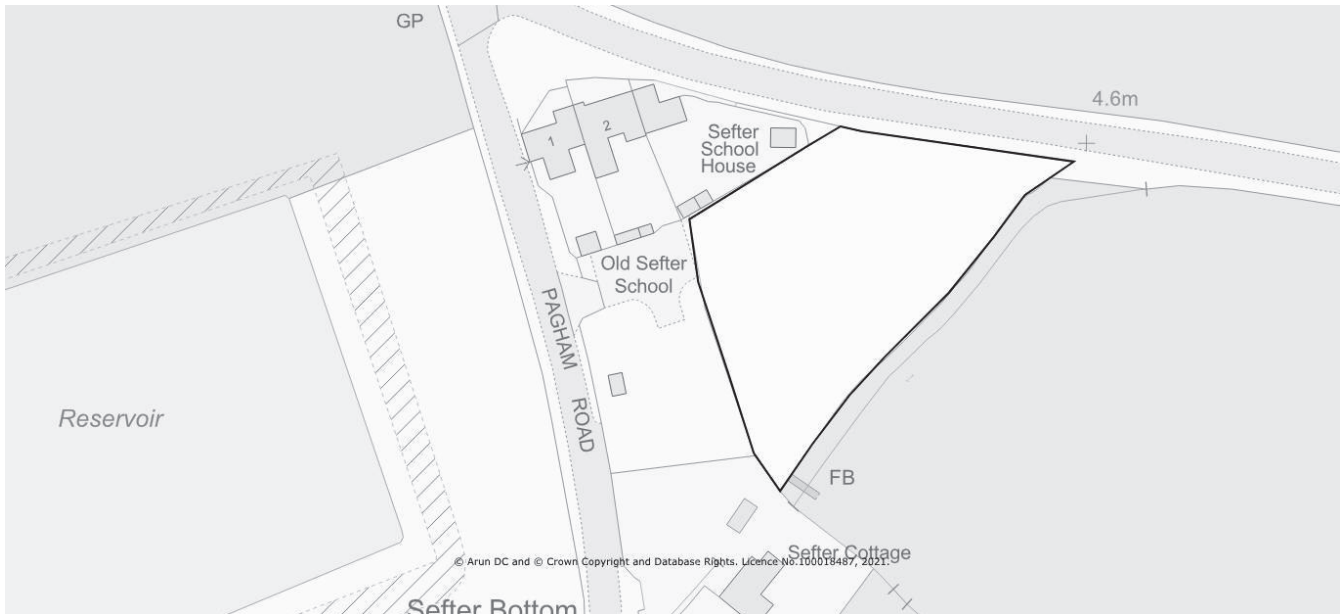 GP
4.6m
1
2
Sefter
School
House
Old Sefter
School
PAGHAM
ROAD
Reservoir
FB
Sefter Cottage
© Arun DC and © Crown Copyright and Database Rights. Licence No.100018487, 2021.
Sefter Bottom